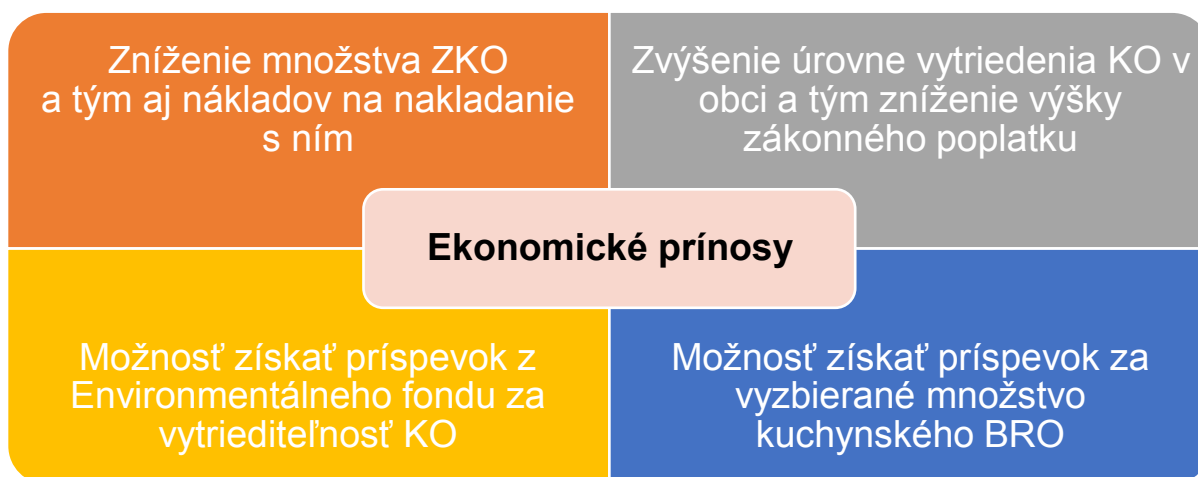 Zníženie množstva ZKO
a tým aj nákladov na nakladanie
s ním
Zvýšenie úrovne vytriedenia KO v
obci a tým zníženie výšky
zákonného poplatku
Ekonomické prínosy
Možnosť získať príspevok z
Environmentálneho fondu za
vytriediteľnosť KO
Možnosť získať príspevok za
vyzbierané množstvo
kuchynského BRO